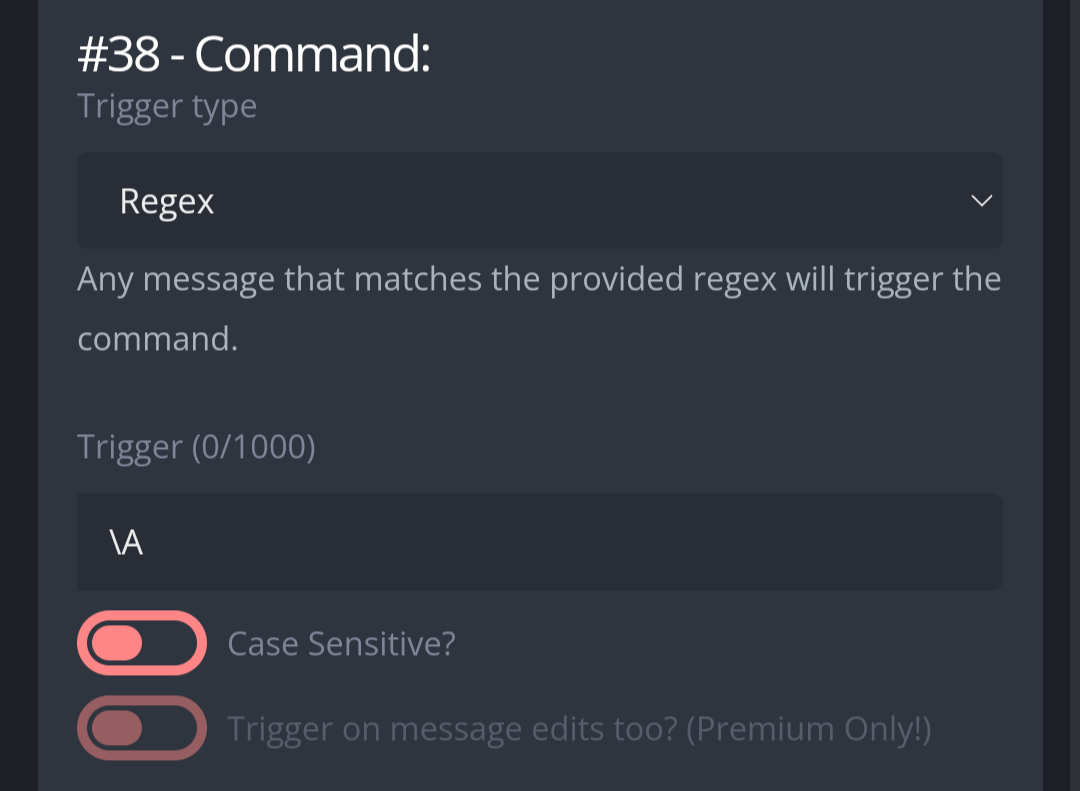 #38 - Command:
Trigger type
Regex
Any message that matches the provided regex will trigger the
command.
Trigger (0/1000)
\A
Case Sensitive?
Trigger on message edits too? (Premium Only!)